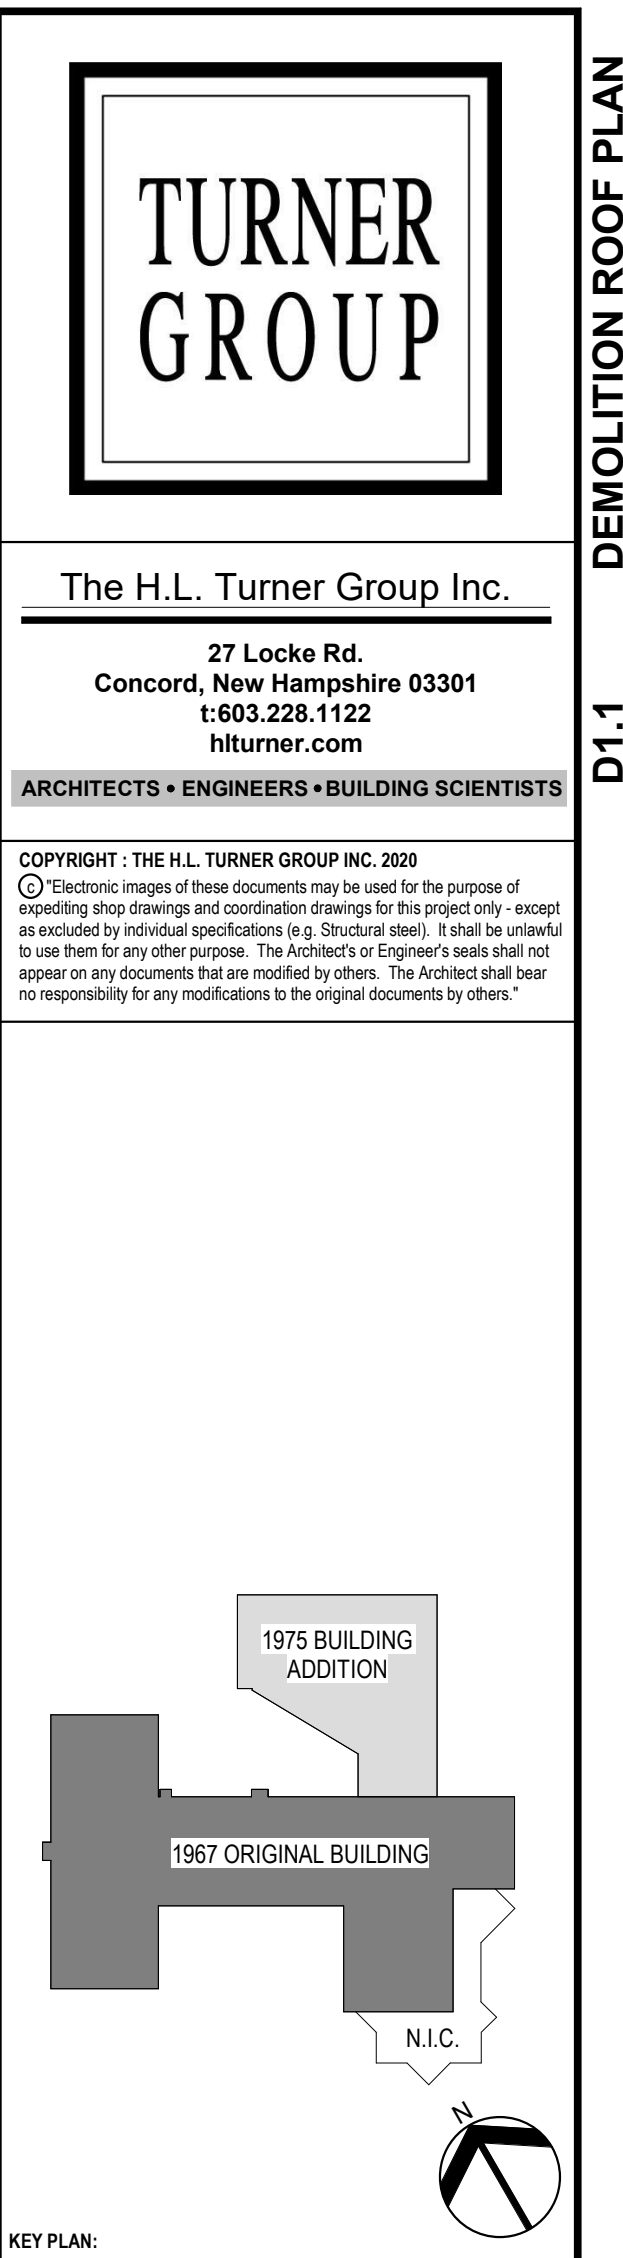 TURNER
GROUP
The H.L. Turner Group Inc.
27 Locke Rd.
Concord, New Hampshire 03301
t:603.228.1122
hlturner.com
ARCHITECTS • ENGINEERS • BUILDING SCIENTISTS
COPYRIGHT : THE H.L. TURNER GROUP INC. 2020
© "Electronic images of these documents may be used for the purpose of
expediting shop drawings and coordination drawings for this project only - except
as excluded by individual specifications (e.g. Structural steel). It shall be unlawful
to use them for any other purpose. The Architect's or Engineer's seals shall not
appear on any documents that are modified by others. The Architect shall bear
no responsibility for any modifications to the original documents by others."
1975 BUILDING
ADDITION
1967 ORIGINAL BUILDING
N.I.C.
N
KEY PLAN:
D1.1 DEMOLITION ROOF PLAN